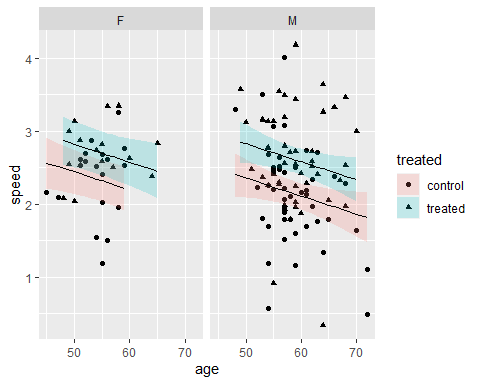 F M
4
3
2
1
speed
50 60 70 50 60 70
age
treated
control
treated